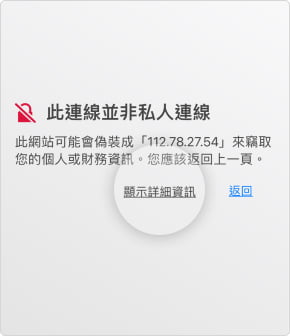 此連線並非私人連線
此網站可能會偽裝成「112.78.27.54」來竊取
您的個人或財務資訊。您應該返回上一頁。
顯示詳細資訊 返回